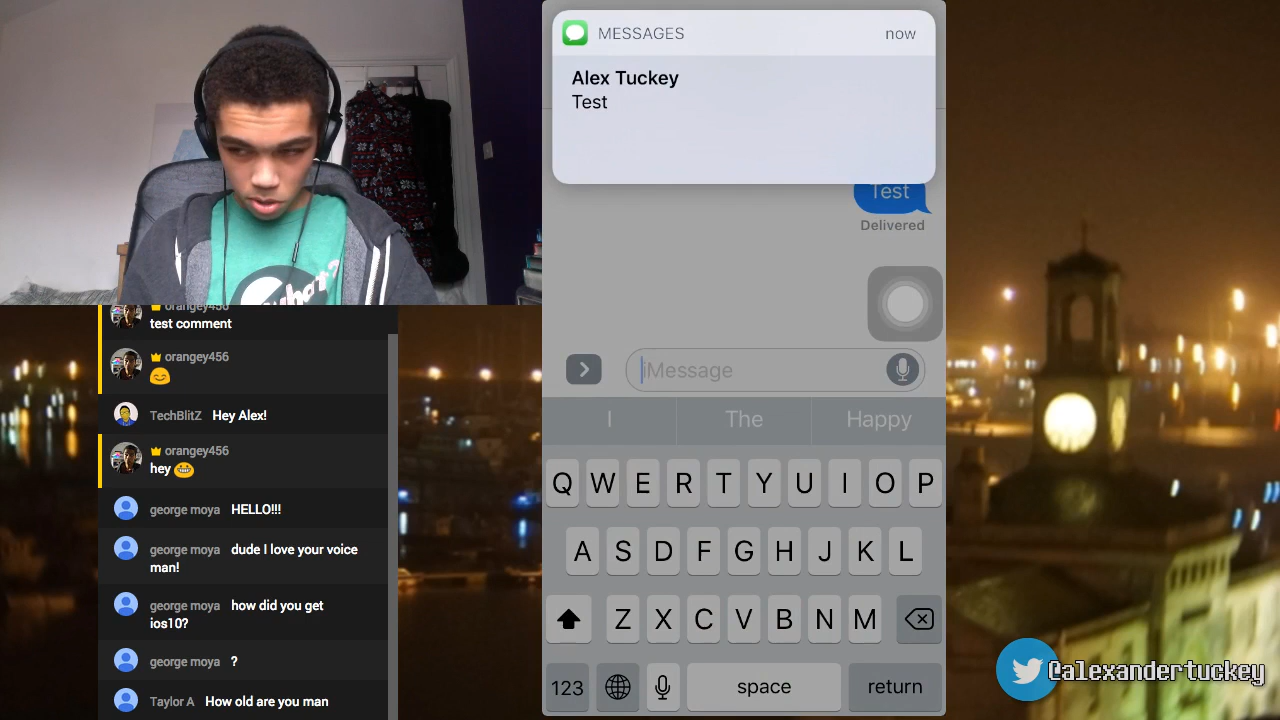 MESSAGES
now
Alex Tuckey
Test
Test
Delivered
iMessage
I
The
Happy
Q W E R T Y U I O P
A S D F G H J K L
Z X C V B N M
123
space
return
orangey456
test comment
orangey456
TechBlitZ Hey Alex!
orangey456
hey
george moya HELLO!!!
george moya dude I love your voice
man!
george moya how did you get
ios10?
george moya ?
Taylor A How old are you man
@alexandertuckey